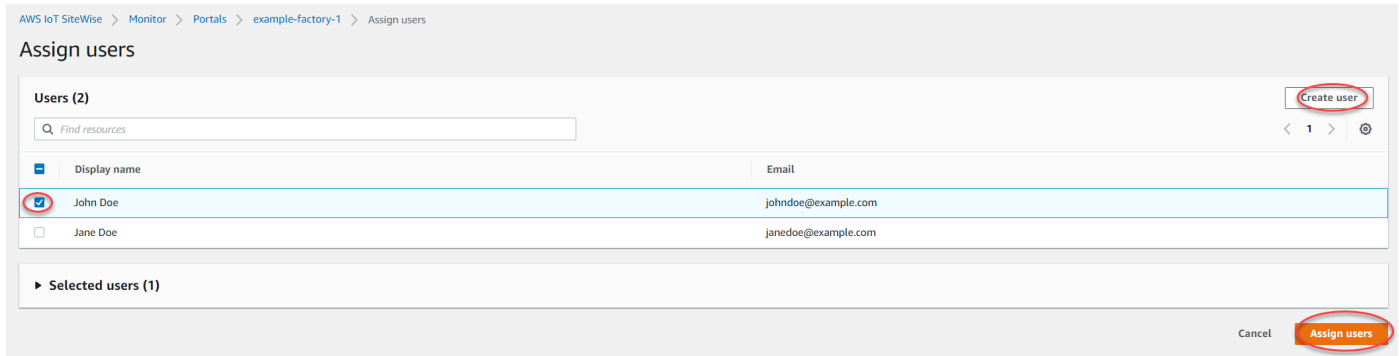 AWS IoT SiteWise > Monitor > Portals > example-factory-1 > Assign users
Assign users
Users (2)
Create user
Find resources
< 1 >
Display name Email
John Doe johndoe@example.com
Jane Doe janedoe@example.com
Selected users (1)
Cancel Assign users